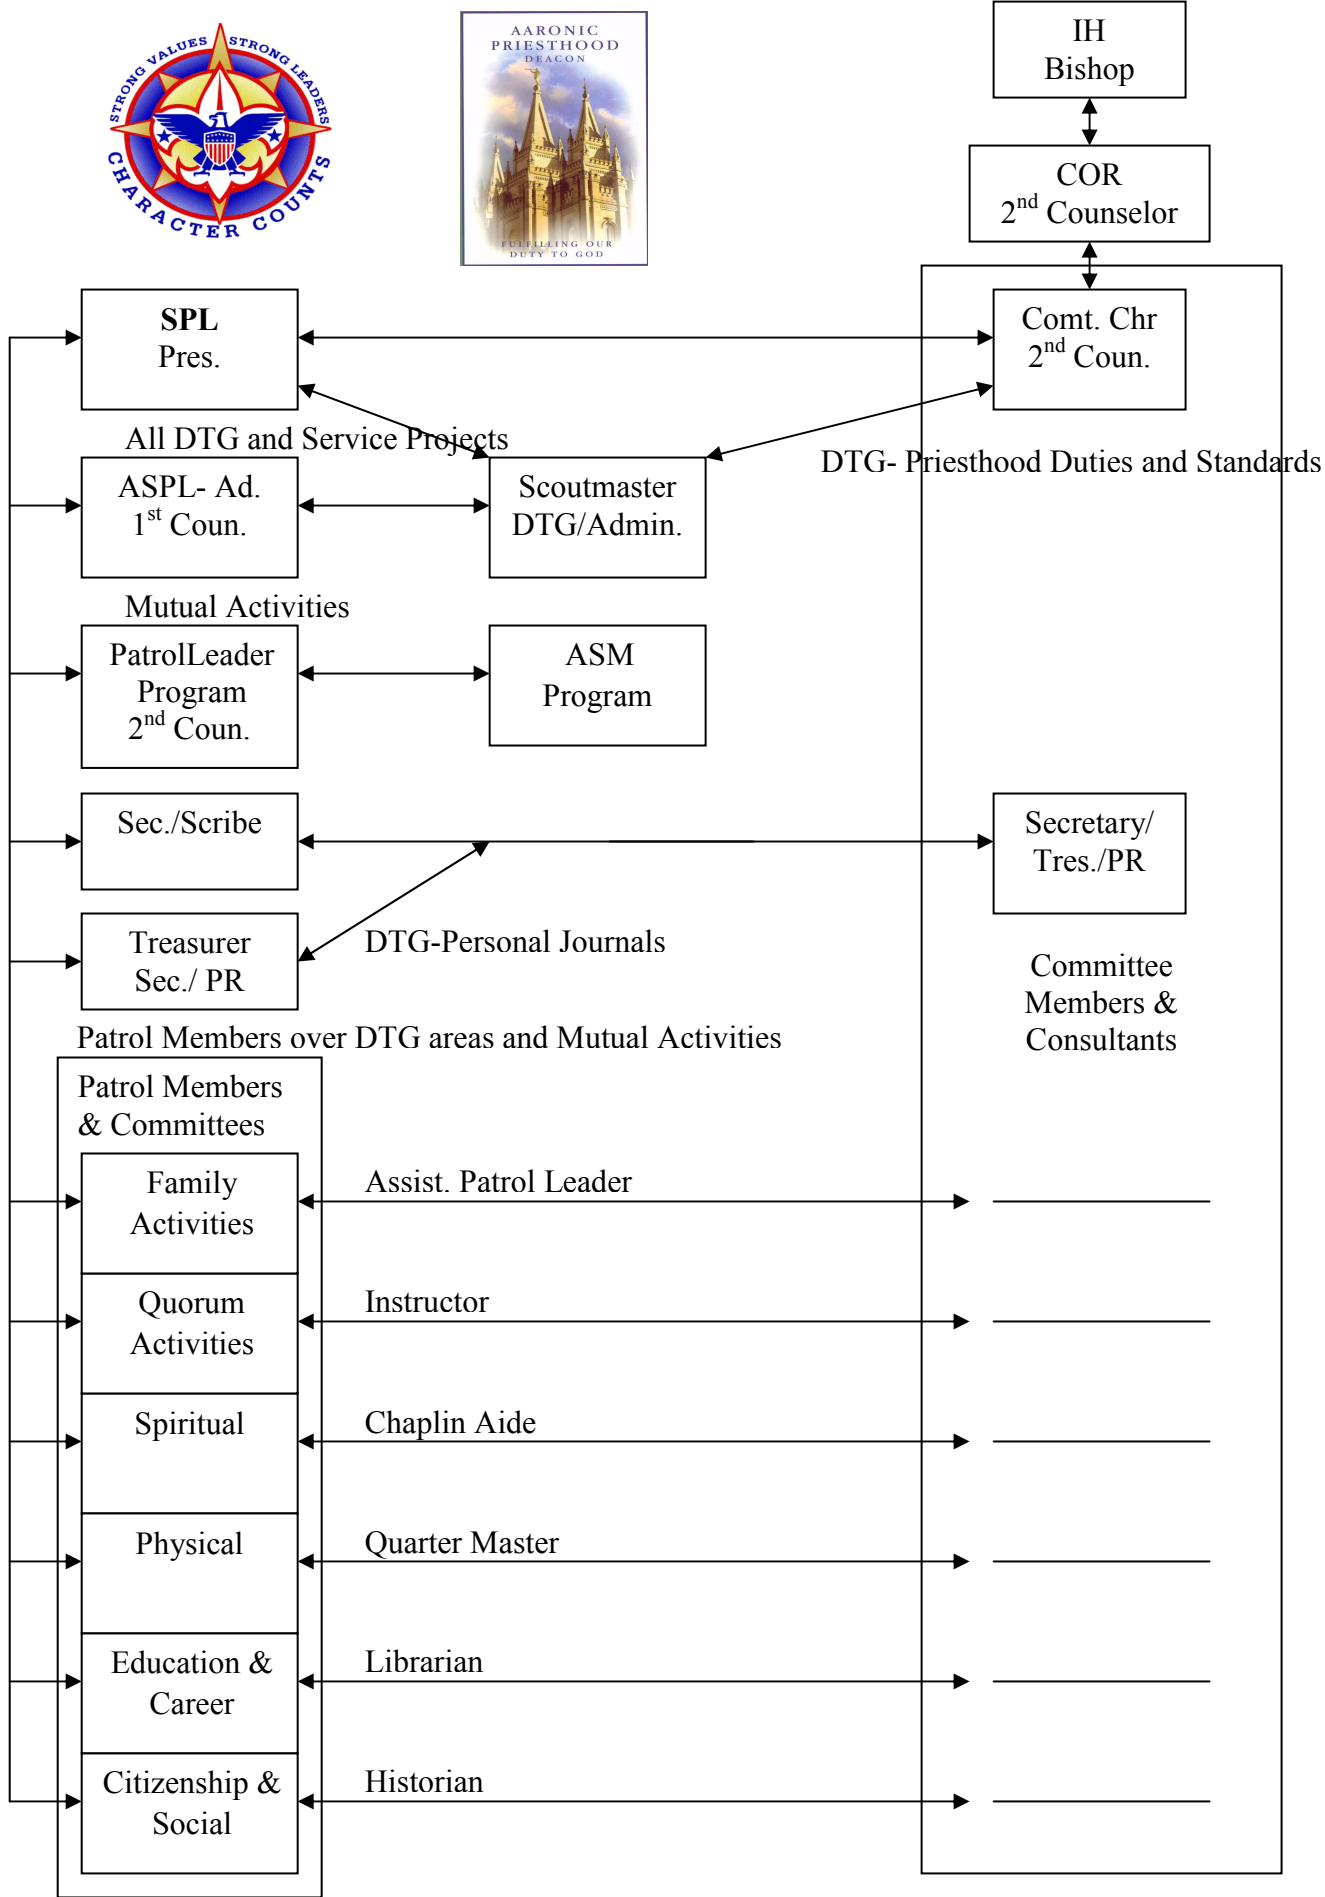 STRONG VALUES STRONG LEADERS
CHARACTER COUNTS
AARONIC
PRIESTHOOD
DEACON
FULFILLING OUR
DUTY TO GOD
IH
Bishop
COR
2nd Counselor
SPL
Pres.
Comt. Chr
2nd Coun.
All DTG and Service Projects
DTG- Priesthood Duties and Standards
ASPL- Ad.
1st Coun.
Scoutmaster
DTG/Admin.
Mutual Activities
PatrolLeader
Program
2nd Coun.
ASM
Program
Sec./Scribe
Secretary/
Tres./PR
Treasurer
Sec./ PR
DTG-Personal Journals
Committee
Members &
Consultants
Patrol Members over DTG areas and Mutual Activities
Patrol Members
& Committees
Family
Activities
Assist. Patrol Leader
Quorum
Activities
Instructor
Spiritual
Chaplin Aide
Physical
Quarter Master
Education &
Career
Librarian
Citizenship &
Social
Historian